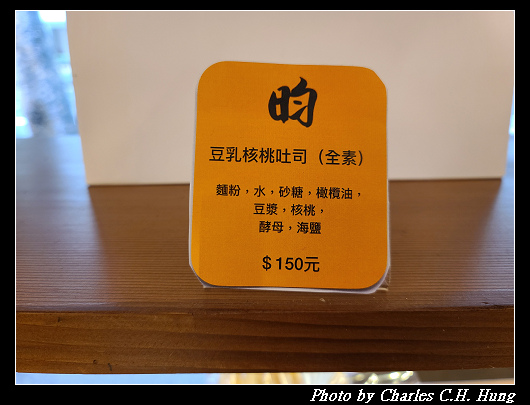 昀
豆乳核桃吐司（全素）
麵粉，水，砂糖，橄欖油，
豆漿，核桃，
酵母，海鹽
＄150元
Photo by Charles C.H. Hung